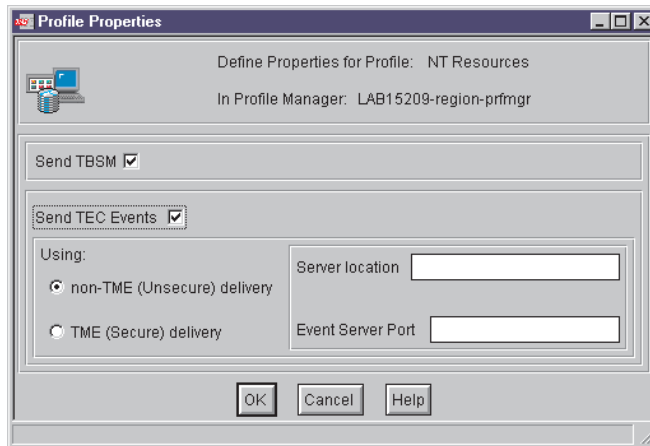 Profile Properties
Define Properties for Profile: NT Resources
In Profile Manager: LAB15209-region-prfmgr
Send TBSM
Send TEC Events
Using:
non-TME (Unsecure) delivery
TME (Secure) delivery
Server location
Event Server Port
OK Cancel Help